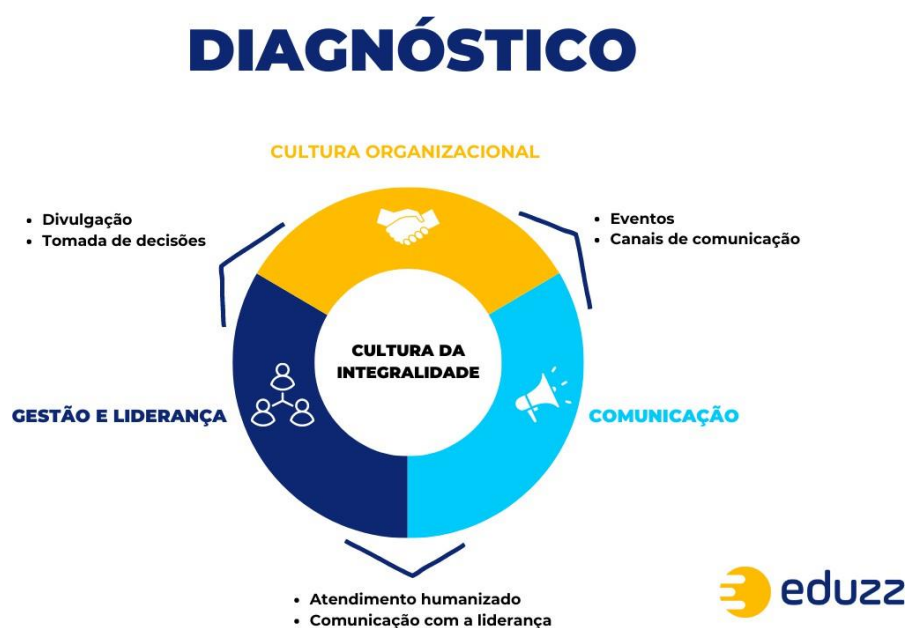 DIAGNÓSTICO
CULTURA ORGANIZACIONAL
• Divulgação
• Tomada de decisões
• Eventos
• Canais de comunicação
CULTURA DA
INTEGRALIDADE
GESTÃO E LIDERANÇA
COMUNICAÇÃO
• Atendimento humanizado
• Comunicação com a liderança
eduzz